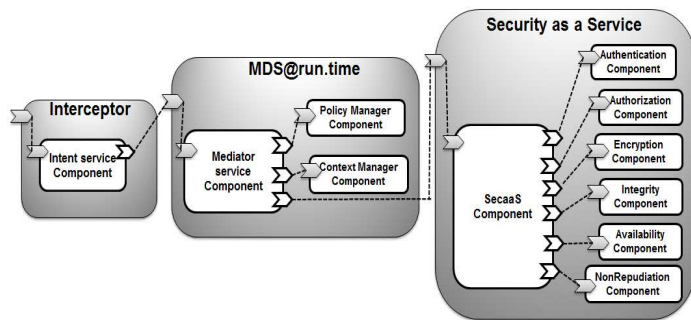 Interceptor
Intent service
Component
MDS@run.time
Mediator
service
Component
Policy Manager
Component
Context Manager
Component
Security as a Service
SecaaS
Component
Authentication
Component
Authorization
Component
Encryption
Component
Integrity
Component
Availability
Component
NonRepudiation
Component